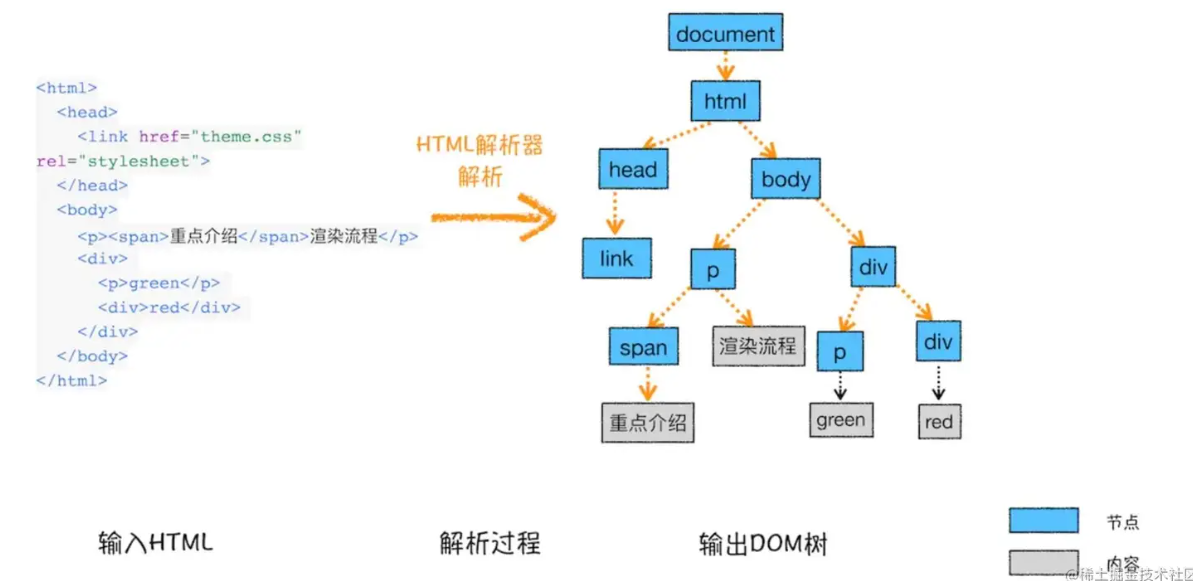 <html>
<head>
<link href="theme.css"
rel="stylesheet">
</head>
<body>
<p><span>重点介绍</span>渲染流程</p>
<div>
<p>green</p>
<div>red</div>
</div>
</body>
</html>
HTML解析器
解析
document
html
head
body
link
p
div
span
渲染流程
p
div
重点介绍
green
red
输入HTML
解析过程
输出DOM树
节点
内容
@稀土掘金技术社区